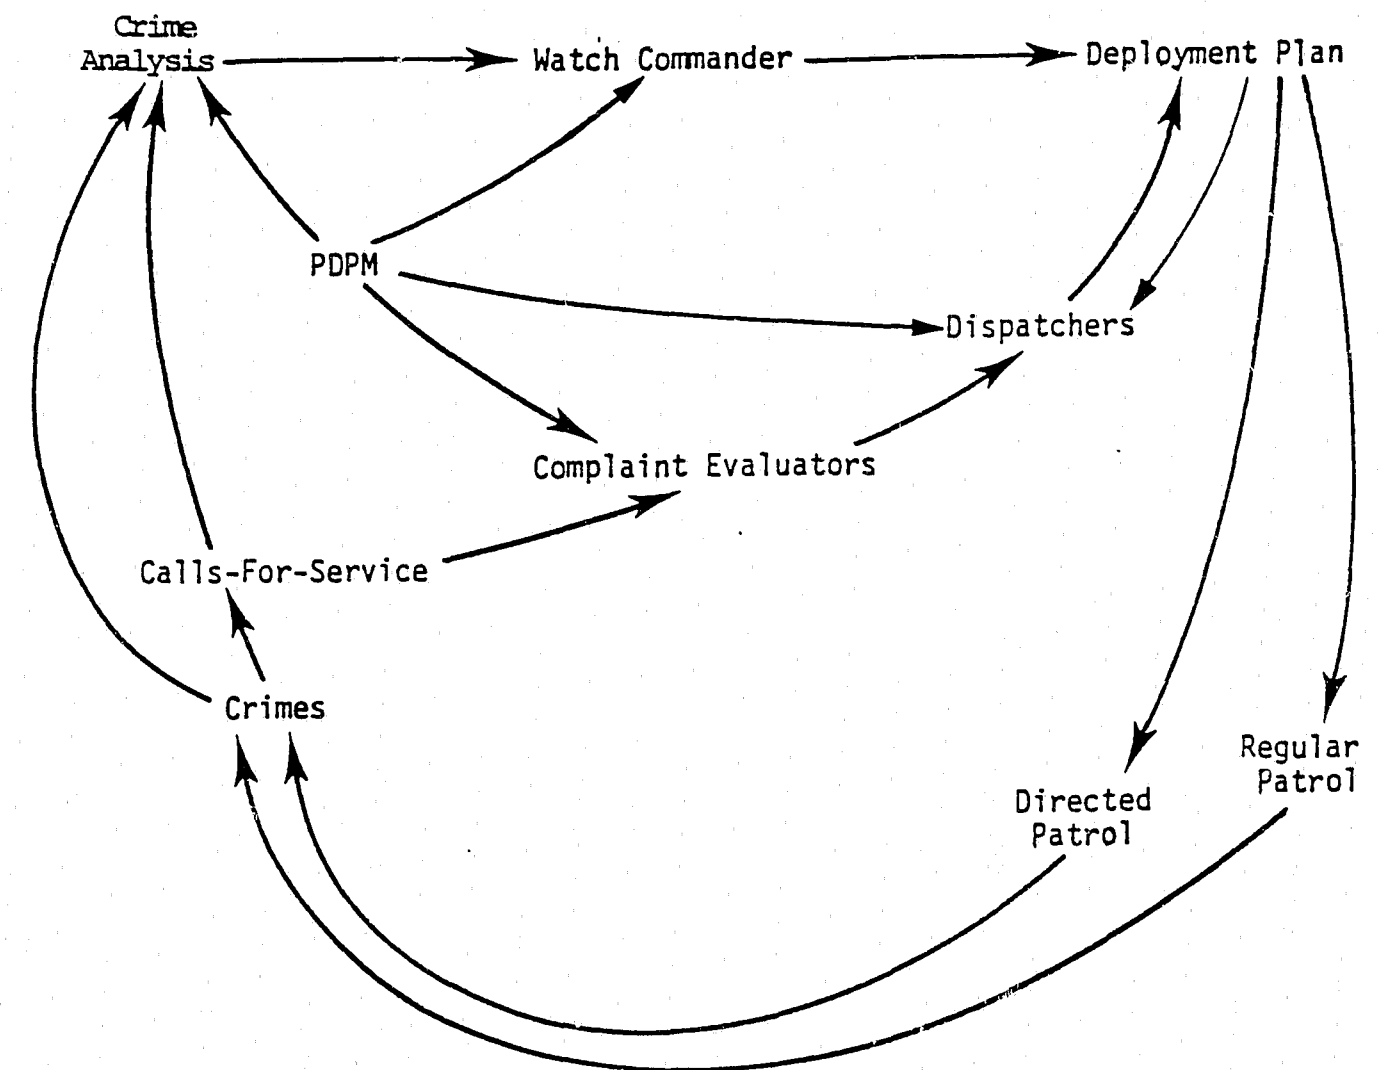 Crime
Analysis
Watch Commander
Deployment Plan
PDPM
Dispatchers
Complaint Evaluators
Calls-For-Service
Crimes
Regular
Patrol
Directed
Patrol